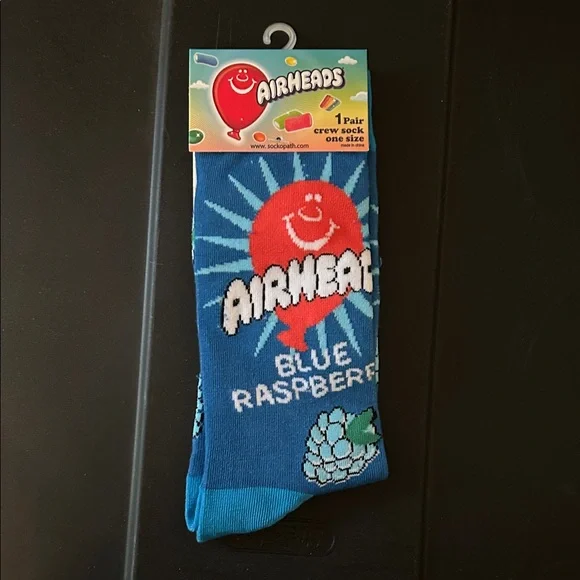 AIRHEADS
1 Pair
crew sock
one size
made in china
www.sockopath.com
AIRHEAD
BLUE
RASPBERR